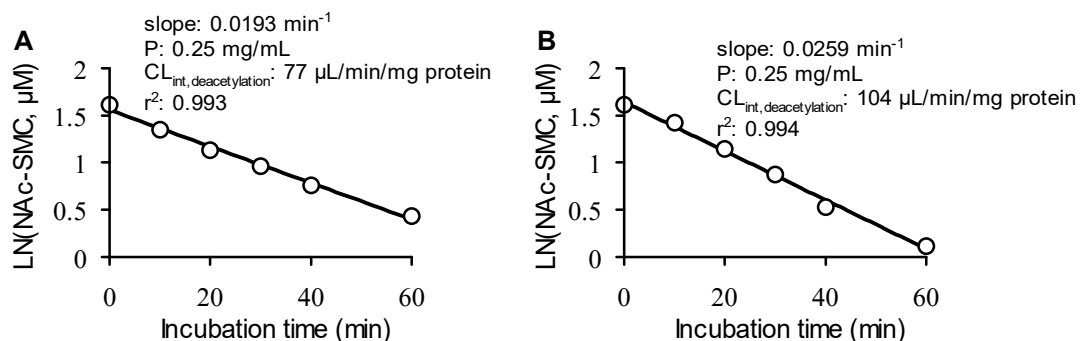 A
slope: 0.0193 min-1
P: 0.25 mg/mL
CLint,deacetylation: 77 µL/min/mg protein
r2: 0.993
LN(NAc-SMC, µM)
2
1.5
1
0.5
0
0 20 40 60
Incubation time (min)
B
slope: 0.0259 min-1
P: 0.25 mg/mL
CLint,deacetylation: 104 µL/min/mg protein
r2: 0.994
LN(NAc-SMC, µM)
2
1.5
1
0.5
0
0 20 40 60
Incubation time (min)